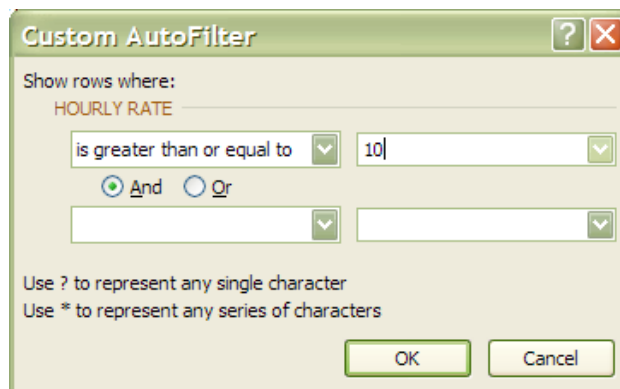 Custom AutoFilter
Show rows where:
HOURLY RATE
is greater than or equal to 10
And Or
Use ? to represent any single character
Use * to represent any series of characters
OK Cancel